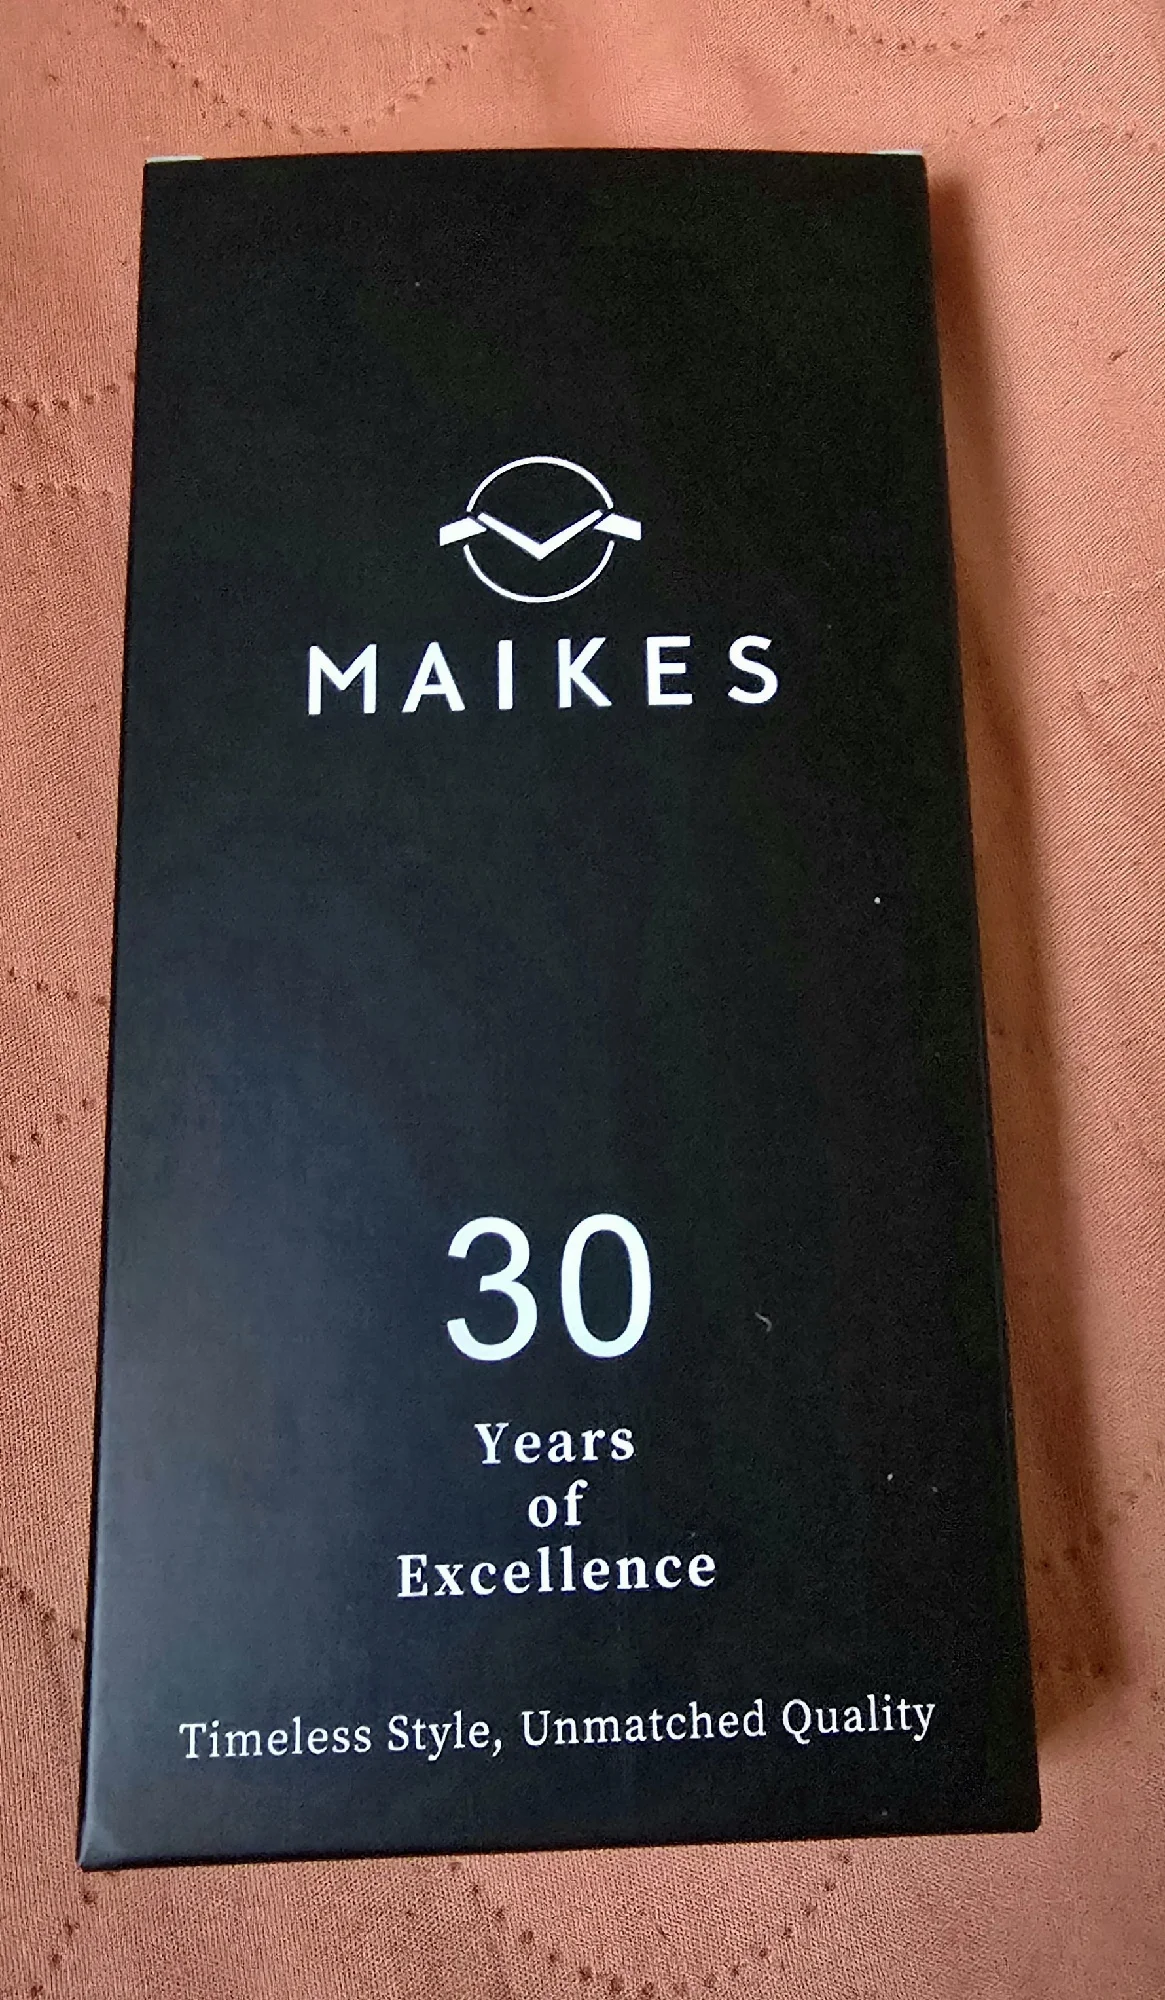 MAIKES
30
Years
of
Excellence
Timeless Style, Unmatched Quality